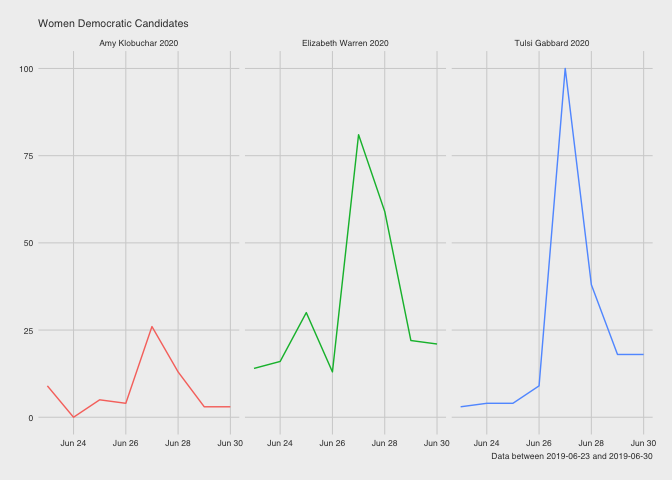 Women Democratic Candidates
Amy Klobuchar 2020 Elizabeth Warren 2020 Tulsi Gabbard 2020
100
75
50
25
0
Jun 24 Jun 26 Jun 28 Jun 30 Jun 24 Jun 26 Jun 28 Jun 30 Jun 24 Jun 26 Jun 28 Jun 30
Data between 2019-06-23 and 2019-06-30